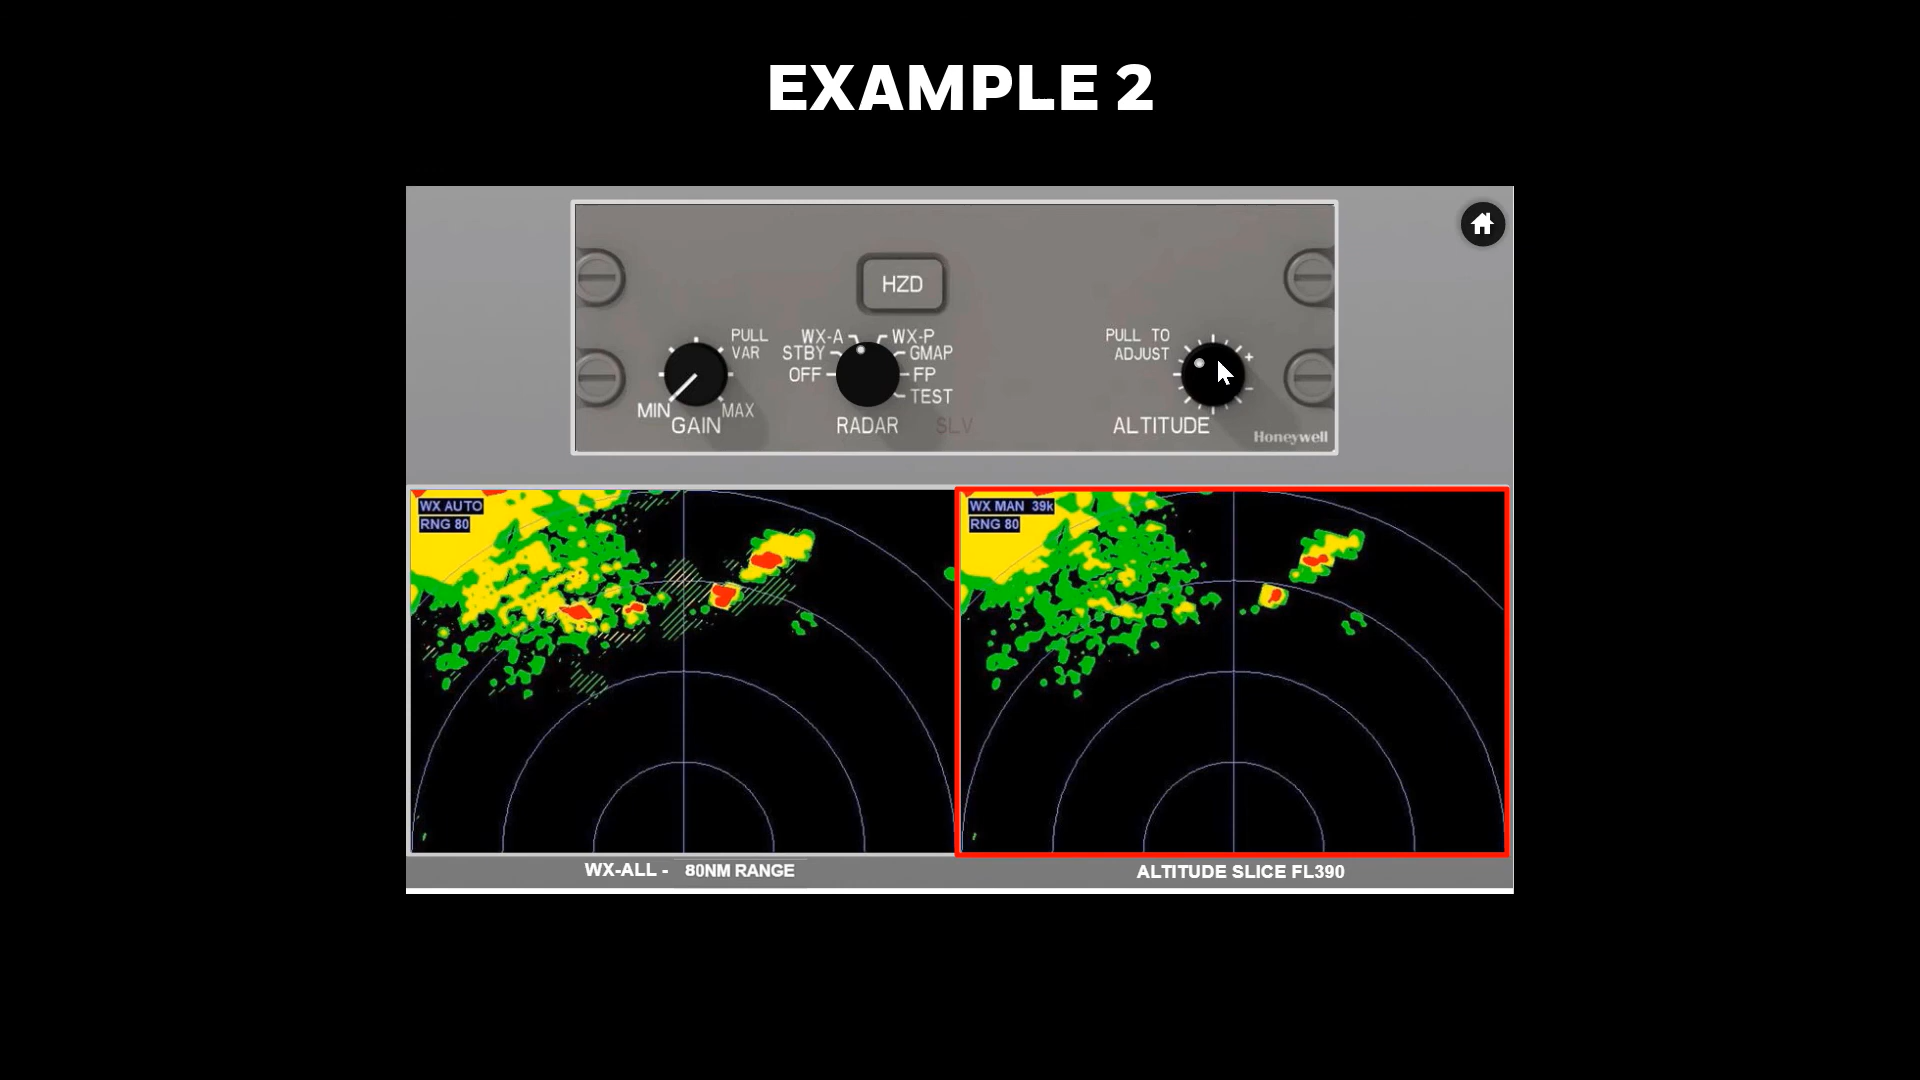 EXAMPLE 2
HZD
PULL
VAR
MIN
MAX
GAIN
WX-A
WX-P
STBY
GMAP
OFF
FP
TEST
RADAR
SLV
PULL TO
ADJUST
+
−
ALTITUDE
Honeywell
WX AUTO
RNG 80
WX MAN 39k
RNG 80
WX-ALL - 80NM RANGE
ALTITUDE SLICE FL390